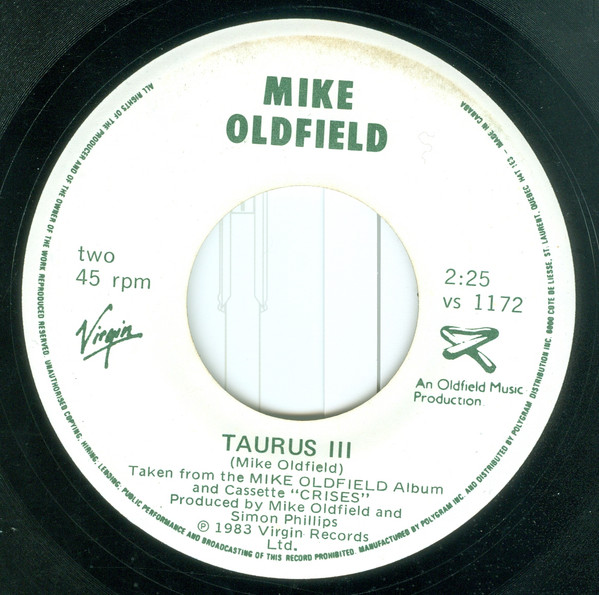 MIKE
OLDFIELD
two
45 rpm
Virgin
2:25
vs 1172
An Oldfield Music
Production
TAURUS III
(Mike Oldfield)
Taken from the MIKE OLDFIELD Album
and Cassette "CRISES"
Produced by Mike Oldfield and
Simon Phillips
℗ 1983 Virgin Records
Ltd.
ALL RIGHTS OF THE PRODUCER AND OF THE OWNER OF THE WORK REPRODUCED RESERVED. UNAUTHORISED COPYING, HIRING, LENDING, PUBLIC PERFORMANCE AND BROADCASTING OF THIS RECORD PROHIBITED. MANUFACTURED BY POLYGRAM INC. AND DISTRIBUTED BY POLYGRAM DISTRIBUTION INC. 6000 COTE DE LIESSE, ST. LAURENT, QUEBEC H4T 1E3 — MADE IN CANADA